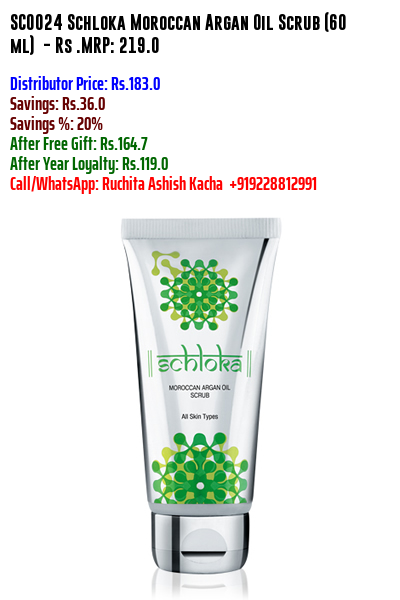 SC0024 Schloka Moroccan Argan Oil Scrub (60
ml) - Rs .MRP: 219.0
Distributor Price: Rs.183.0
Savings: Rs.36.0
Savings %: 20%
After Free Gift: Rs.164.7
After Year Loyalty: Rs.119.0
Call/WhatsApp: Ruchita Ashish Kacha +919228812991
schloka
MOROCCAN ARGAN OIL
SCRUB
All Skin Types